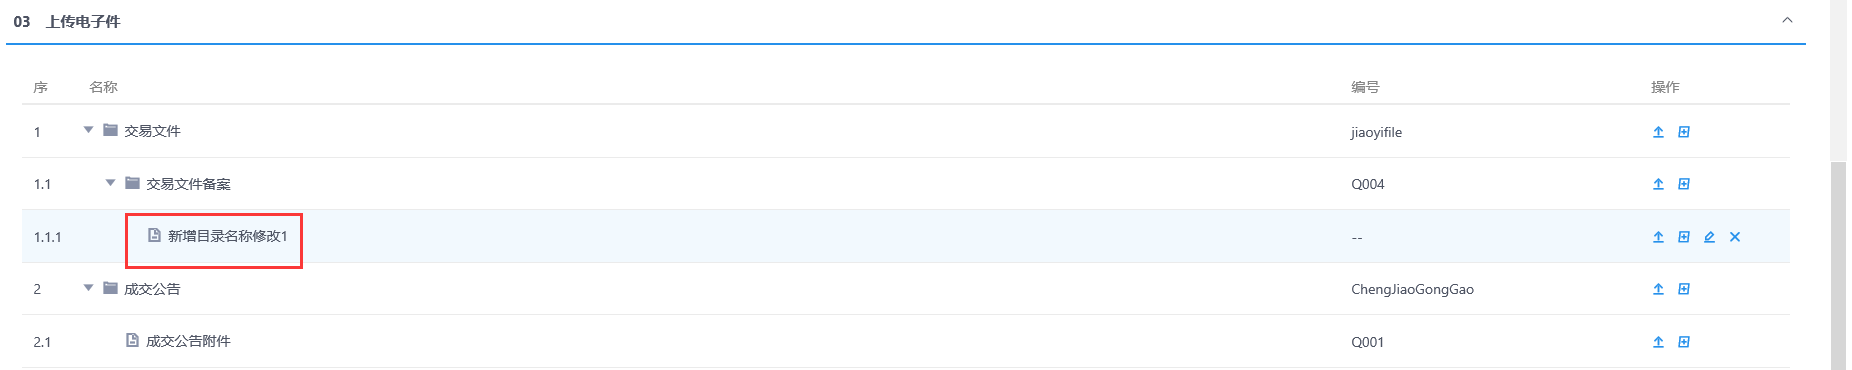 03 上传电子件
序 名称 编号 操作
1 交易文件 jiaoyifile
1.1 交易文件备案 Q004
1.1.1 新增目录名称修改1 --
2 成交公告 ChengJiaoGongGao
2.1 成交公告附件 Q001